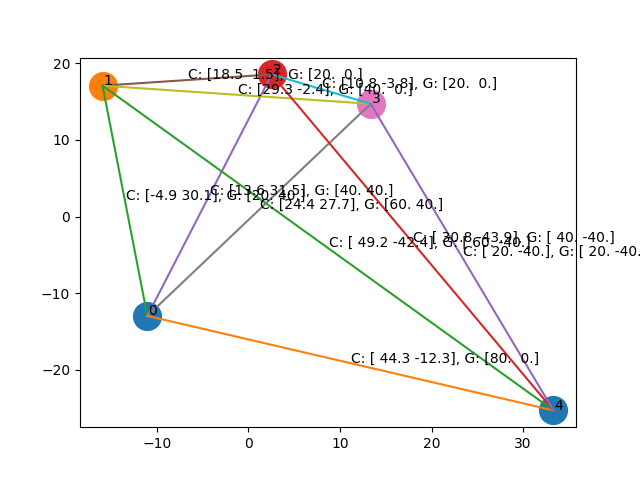 20
10
0
−10
−20
−10
0
10
20
30
1
2
3
0
4
C: [18.5 1.5], G: [20. 0.]
C: [10.8 -3.8], G: [20. 0.]
C: [29.3 -2.4], G: [40. 0.]
C: [13.6 31.5], G: [40. 40.]
C: [-4.9 30.1], G: [20. 40.]
C: [24.4 27.7], G: [60. 40.]
C: [ 30.8 -43.9], G: [ 40. -40.]
C: [ 49.2 -42.4], G: [ 60. -40.]
C: [ 20. -40.], G: [ 20. -40.
C: [ 44.3 -12.3], G: [80. 0.]